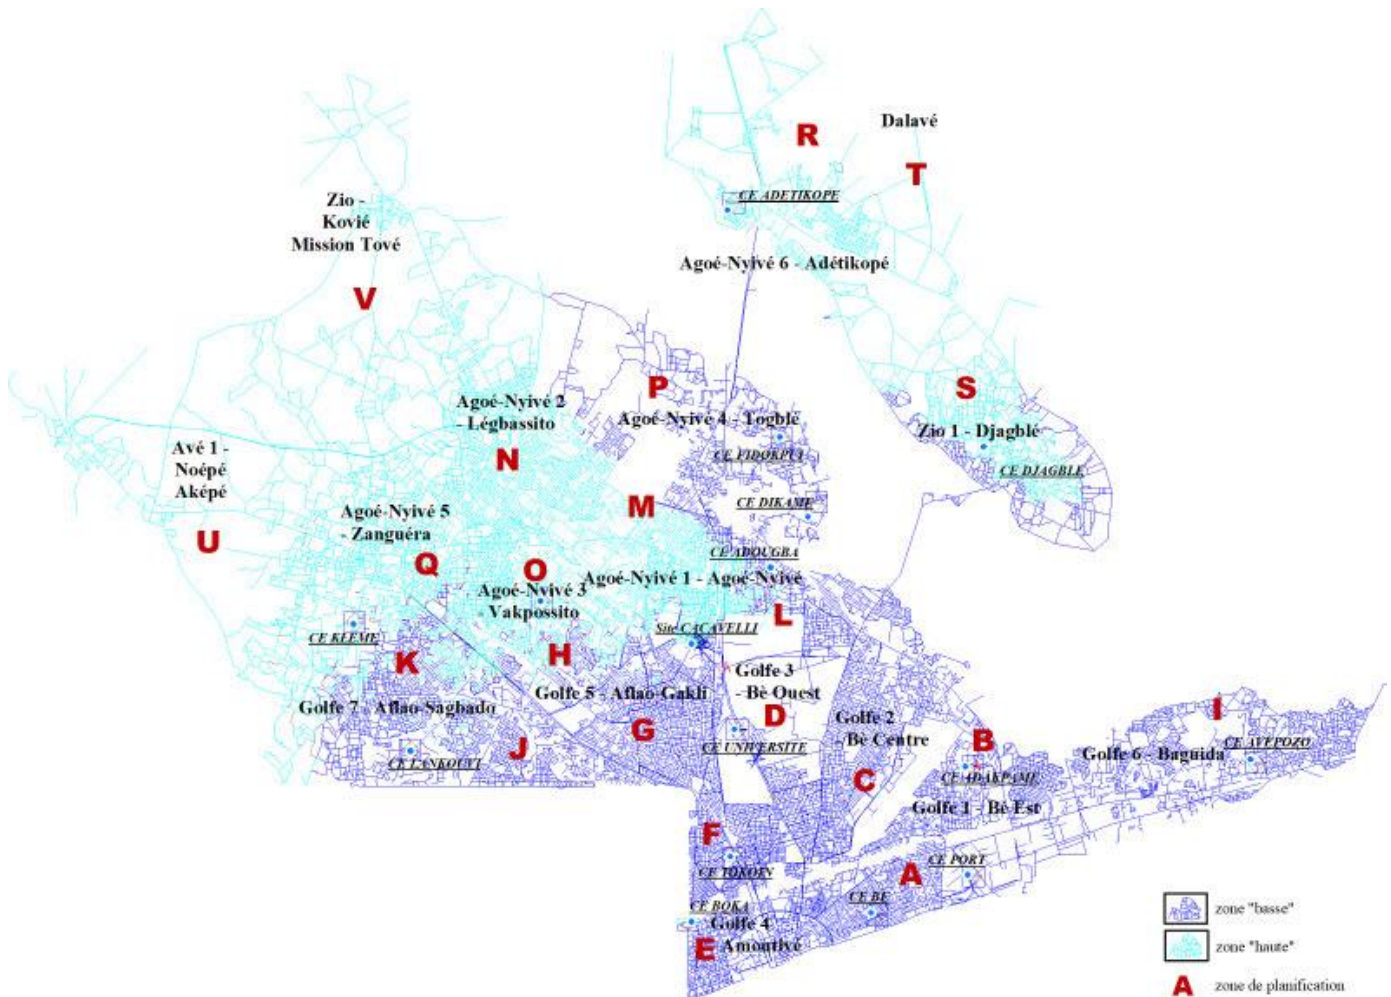 R
Dalavé
T
CE ADETIKOPE
Zio -
Kovié
Mission Tové
Agoé-Nyivé 6 - Adétikopé
V
P
S
Agoé-Nyivé 2
- Légbassito
Agoé-Nyivé 4 - Togblé
Zio 1 - Djagblé
Avé 1 -
Noépé
Aképé
N
CE FIDOKPUI
CE DJAGBLE
CE DIKAME
M
Agoé-Nyivé 5
- Zanguéra
U
CE ADOUGBA
Q
O
Agoé-Nyivé 1 - Agoé-Nyivé
Agoé-Nyivé 3
- Vakpossito
L
CE KLEME
Site CACAVELLI
K
H
Golfe 3
- Bè Ouest
Golfe 5 - Aflao-Gakli
Golfe 7 - Aflao-Sagbado
D
I
Golfe 2
- Bè Centre
G
B
CE UNIVERSITE
CE AVEPOZO
J
Golfe 6 - Baguida
CE LANKOUVI
CE ADAKPAME
C
Golfe 1 - Bè Est
F
CE PORT
CE TOKOIN
A
CE BE
CE BOKA
Golfe 4
Amoutivé
E
zone "basse"
zone "haute"
A zone de planification